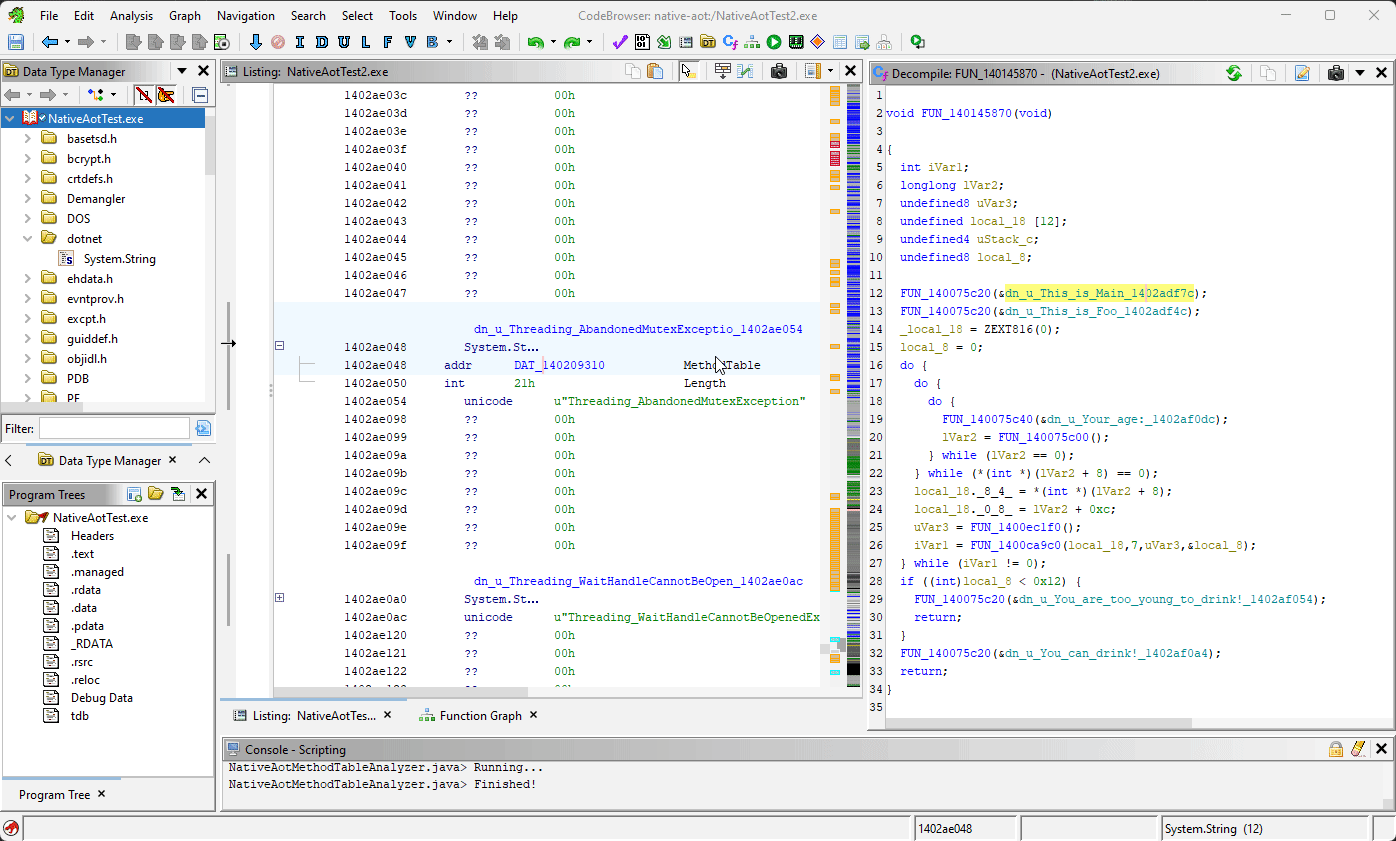 File Edit Analysis Graph Navigation Search Select Tools Window Help
CodeBrowser: native-aot:/NativeAotTest2.exe
I D U L F V B
Data Type Manager
NativeAotTest.exe
basetsd.h
bcrypt.h
crtdefs.h
Demangler
DOS
dotnet
System.String
ehdata.h
evntprov.h
excpt.h
guiddef.h
objidl.h
PDB
PE
Filter:
Data Type Manager
Program Trees
NativeAotTest.exe
Headers
.text
.managed
.rdata
.data
.pdata
_RDATA
.rsrc
.reloc
Debug Data
tdb
Program Tree
Listing: NativeAotTest2.exe
1402ae03c ?? 00h
1402ae03d ?? 00h
1402ae03e ?? 00h
1402ae03f ?? 00h
1402ae040 ?? 00h
1402ae041 ?? 00h
1402ae042 ?? 00h
1402ae043 ?? 00h
1402ae044 ?? 00h
1402ae045 ?? 00h
1402ae046 ?? 00h
1402ae047 ?? 00h
dn_u_Threading_AbandonedMutexExceptio_1402ae054
1402ae048 System.St...
1402ae048 addr DAT_140209310
1402ae050 int 21h Length
1402ae054 unicode u"Threading_AbandonedMutexException"
1402ae098 ?? 00h
1402ae099 ?? 00h
1402ae09a ?? 00h
1402ae09b ?? 00h
1402ae09c ?? 00h
1402ae09d ?? 00h
1402ae09e ?? 00h
1402ae09f ?? 00h
dn_u_Threading_WaitHandleCannotBeOpen_1402ae0ac
1402ae0a0 System.St...
1402ae0ac unicode u"Threading_WaitHandleCannotBeOpenedEx
1402ae120 ?? 00h
1402ae121 ?? 00h
1402ae122 ?? 00h
Listing: NativeAotTes...
Function Graph
Decompile: FUN_140145870 - (NativeAotTest2.exe)
1
2 void FUN_140145870(void)
3
4 {
5 int iVar1;
6 longlong lVar2;
7 undefined8 uVar3;
8 undefined local_18 [12];
9 undefined4 uStack_c;
10 undefined8 local_8;
11
12 FUN_140075c20(&dn_u_This_is_Main_1402adf7c);
13 FUN_140075c20(&dn_u_This_is_Foo_1402adf4c);
14 _local_18 = ZEXT816(0);
15 local_8 = 0;
16 do {
17 do {
18 do {
19 FUN_140075c40(&dn_u_Your_age:_1402af0dc);
20 lVar2 = FUN_140075c00();
21 } while (lVar2 == 0);
22 } while (*(int *)(lVar2 + 8) == 0);
23 local_18._8_4_ = *(int *)(lVar2 + 8);
24 local_18._0_8_ = lVar2 + 0xc;
25 uVar3 = FUN_1400ec1f0();
26 iVar1 = FUN_1400ca9c0(local_18,7,uVar3,&local_8);
27 } while (iVar1 != 0);
28 if ((int)local_8 < 0x12) {
29 FUN_140075c20(&dn_u_You_are_too_young_to_drink!_1402af054);
30 return;
31 }
32 FUN_140075c20(&dn_u_You_can_drink!_1402af0a4);
33 return;
34 }
35
Console - Scripting
NativeAotMethodTableAnalyzer.java> Running...
NativeAotMethodTableAnalyzer.java> Finished!
1402ae048
System.String (12)